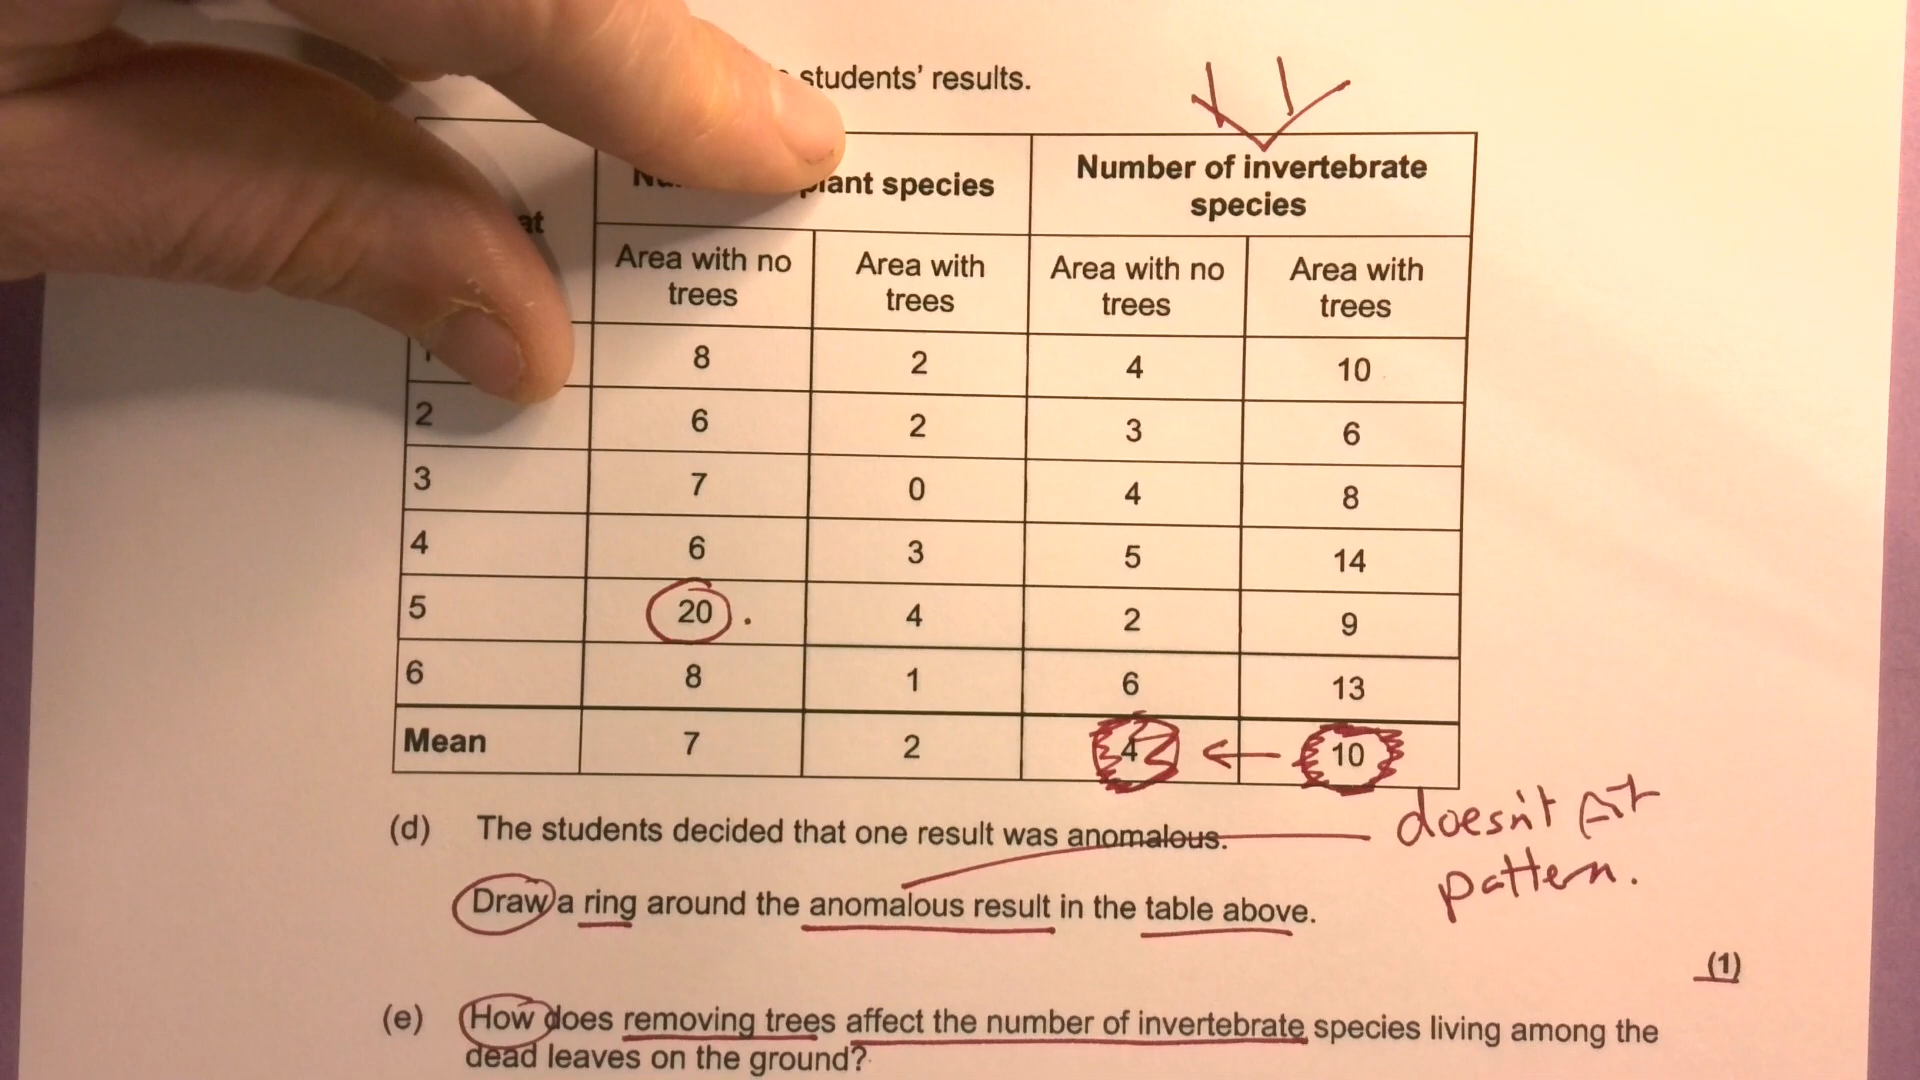 students' results.
plant species
Number of invertebrate
species
Area with no
trees
Area with
trees
Area with no
trees
Area with
trees
8 2 4 10
2 6 2 3 6
3 7 0 4 8
4 6 3 5 14
5 20 . 4 2 9
6 8 1 6 13
Mean 7 2 4 10
(d) The students decided that one result was anomalous.
doesn't fit
pattern.
Draw a ring around the anomalous result in the table above.
(1)
(e) How does removing trees affect the number of invertebrate species living among the
dead leaves on the ground?